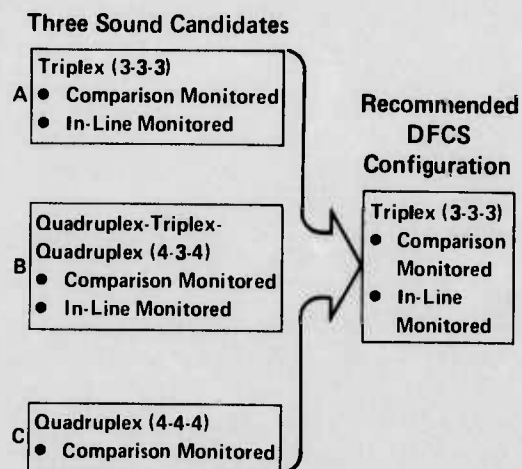 Three Sound Candidates
A
Triplex (3-3-3)
● Comparison Monitored
● In-Line Monitored
B
Quadruplex-Triplex-
Quadruplex (4-3-4)
● Comparison Monitored
● In-Line Monitored
C
Quadruplex (4-4-4)
● Comparison Monitored
Recommended
DFCS
Configuration
Triplex (3-3-3)
● Comparison
Monitored
● In-Line
Monitored